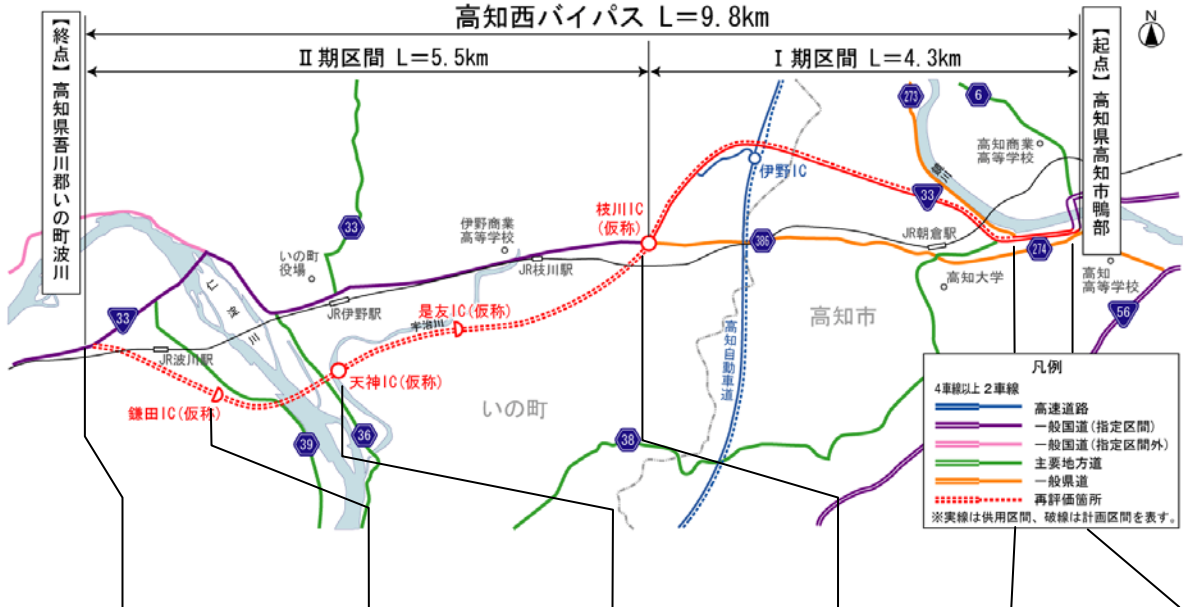 高知西バイパス L=9.8km
N
【終点】高知県吾川郡いの町波川
Ⅱ期区間 L=5.5km
Ⅰ期区間 L=4.3km
【起点】高知県高知市鴨部
273
6
高知商業
高等学校
鏡川
伊野IC
33
枝川IC
(仮称)
33
伊野商業
高等学校
386
JR朝倉駅
274
いの町
役場
JR枝川駅
高知大学
高知
高等学校
仁淀川
JR伊野駅
是友IC(仮称)
宇治川
高知市
33
56
高知自動車道
JR波川駅
天神IC(仮称)
鎌田IC(仮称)
いの町
39
36
38
凡例
4車線以上 2車線
高速道路
一般国道(指定区間)
一般国道(指定区間外)
主要地方道
一般県道
再評価箇所
※実線は供用区間、破線は計画区間を表す。